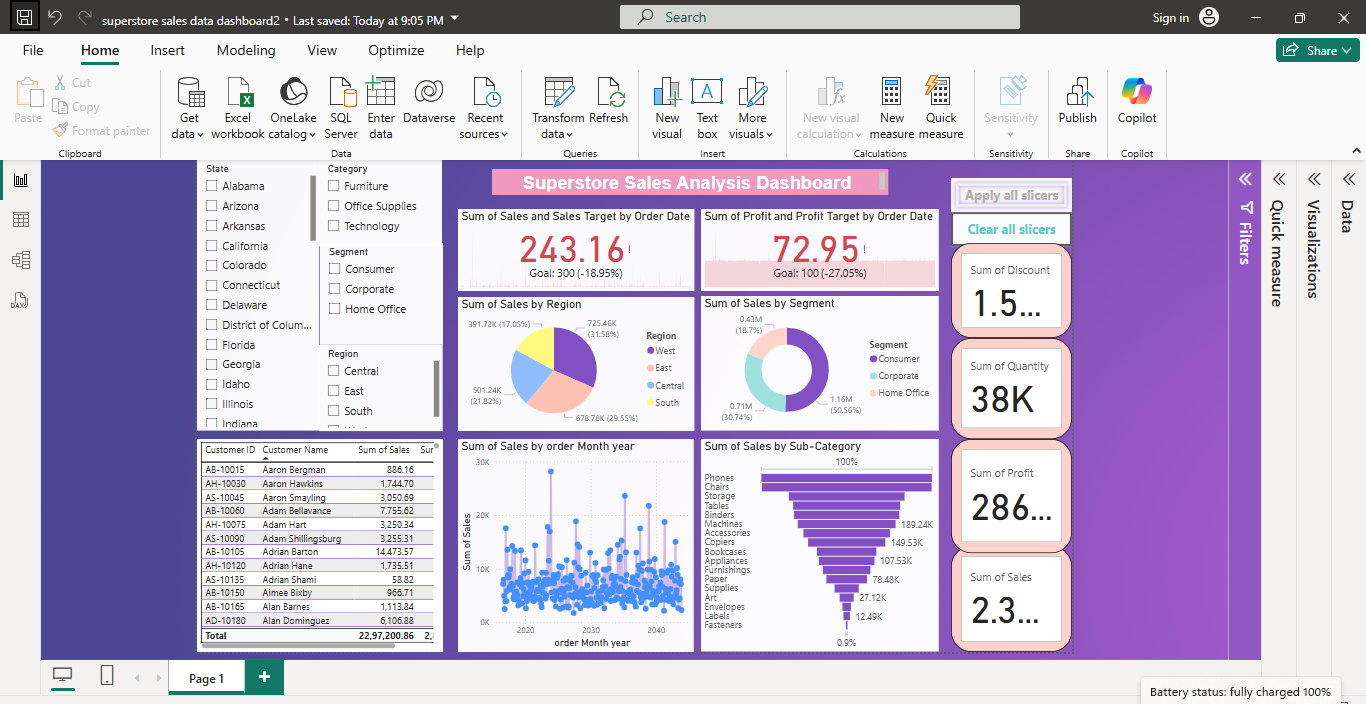 superstore sales data dashboard2 • Last saved: Today at 9:05 PM
Search
Sign in
File
Home
Insert
Modeling
View
Optimize
Help
Share
Paste
Cut
Copy
Format painter
Clipboard
Get data
Excel workbook
OneLake catalog
SQL Server
Enter data
Dataverse
Recent sources
Data
Transform data
Refresh
Queries
New visual
Text box
More visuals
Insert
New visual calculation
New measure
Quick measure
Calculations
Sensitivity
Sensitivity
Publish
Share
Copilot
Copilot
DAX
State
Alabama
Arizona
Arkansas
California
Colorado
Connecticut
Delaware
District of Colum...
Florida
Georgia
Idaho
Illinois
Indiana
Category
Furniture
Office Supplies
Technology
Segment
Consumer
Corporate
Home Office
Region
Central
East
South
Superstore Sales Analysis Dashboard
Sum of Sales and Sales Target by Order Date
243.16!
Goal: 300 (-18.95%)
Sum of Profit and Profit Target by Order Date
72.95!
Goal: 100 (-27.05%)
Sum of Sales by Region
391.72K (17.05%)
725.46K
(31.58%)
501.24K
(21.82%)
678.78K (29.55%)
Region
West
East
Central
South
Sum of Sales by Segment
0.43M
(18.7%)
0.71M
(30.74%)
1.16M
(50.56%)
Segment
Consumer
Corporate
Home Office
Apply all slicers
Clear all slicers
Sum of Discount
1.5...
Sum of Quantity
38K
Sum of Profit
286...
Sum of Sales
2.3...
Filters
Quick measure
Visualizations
Data
Customer ID Customer Name Sum of Sales Sur
AB-10015 Aaron Bergman 886.16
AH-10030 Aaron Hawkins 1,744.70
AS-10045 Aaron Smayling 3,050.69
AB-10060 Adam Bellavance 7,755.62
AH-10075 Adam Hart 3,250.34
AS-10090 Adam Shillingsburg 3,255.31
AB-10105 Adrian Barton 14,473.57
AH-10120 Adrian Hane 1,735.51
AS-10135 Adrian Shami 58.82
AB-10150 Aimee Bixby 966.71
AB-10165 Alan Barnes 1,113.84
AD-10180 Alan Dominguez 6,106.88
Total 22,97,200.86 2,
Sum of Sales by order Month year
Sum of Sales
30K
20K
10K
0K
2020
2030
2040
order Month year
Sum of Sales by Sub-Category
100%
Phones
Chairs
Storage
Tables
Binders
Machines 189.24K
Accessories
Copiers 149.53K
Bookcases
Appliances 107.53K
Furnishings
Paper 78.48K
Supplies
Art 27.12K
Envelopes
Labels 12.49K
Fasteners
0.9%
Page 1
+
Battery status: fully charged 100%